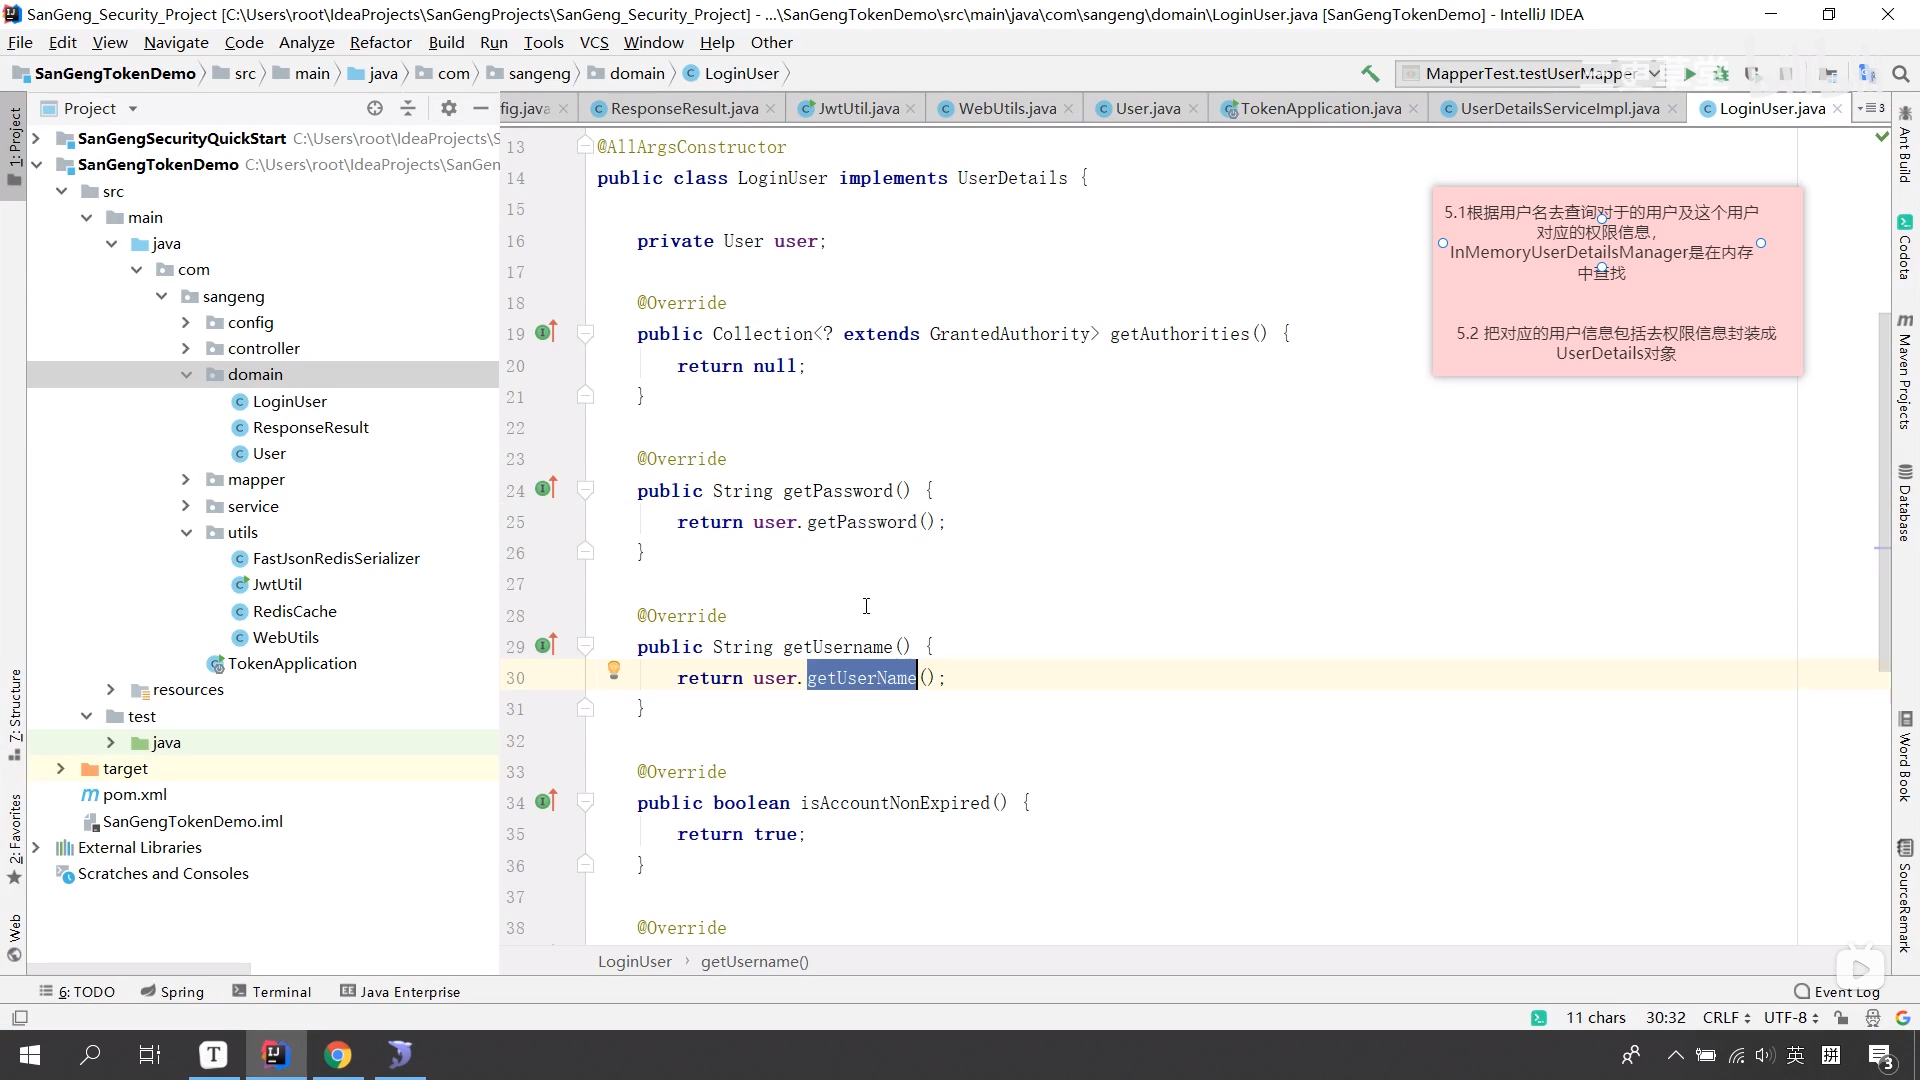 SanGeng_Security_Project [C:\Users\root\IdeaProjects\SanGengProjects\SanGeng_Security_Project] - ...\SanGengTokenDemo\src\main\java\com\sangeng\domain\LoginUser.java [SanGengTokenDemo] - IntelliJ IDEA
File Edit View Navigate Code Analyze Refactor Build Run Tools VCS Window Help Other
SanGengTokenDemo src main java com sangeng domain LoginUser
MapperTest.testUserMapper
Project
fig.java ResponseResult.java JwtUtil.java WebUtils.java User.java TokenApplication.java UserDetailsServiceImpl.java LoginUser.java 3
SanGengSecurityQuickStart C:\Users\root\IdeaProjects\S
SanGengTokenDemo C:\Users\root\IdeaProjects\SanGen
src
main
java
com
sangeng
config
controller
domain
LoginUser
ResponseResult
User
mapper
service
utils
FastJsonRedisSerializer
JwtUtil
RedisCache
WebUtils
TokenApplication
resources
test
java
target
pom.xml
SanGengTokenDemo.iml
External Libraries
Scratches and Consoles
1: Project
7: Structure
2: Favorites
Web
13 @AllArgsConstructor
14 public class LoginUser implements UserDetails {
15
16 private User user;
17
18 @Override
19 public Collection<? extends GrantedAuthority> getAuthorities() {
20 return null;
21 }
22
23 @Override
24 public String getPassword() {
25 return user.getPassword();
26 }
27
28 @Override
29 public String getUsername() {
30 return user.getUserName();
31 }
32
33 @Override
34 public boolean isAccountNonExpired() {
35 return true;
36 }
37
38 @Override
5.1根据用户名去查询对于的用户及这个用户
对应的权限信息,
InMemoryUserDetailsManager是在内存
中查找
5.2 把对应的用户信息包括去权限信息封装成
UserDetails对象
Ant Build
Codota
Maven Projects
Database
Word Book
SourceRemark
LoginUser › getUsername()
6: TODO Spring Terminal Java Enterprise Event Log
11 chars 30:32 CRLF UTF-8
英 拼 3